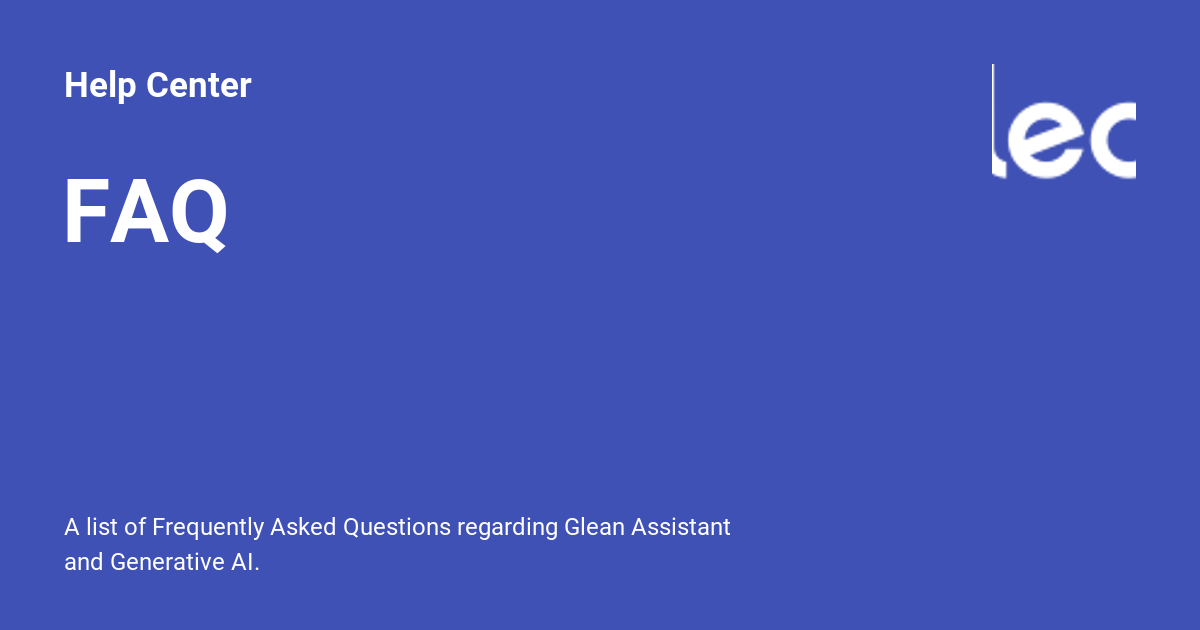 Help Center
lec
FAQ
A list of Frequently Asked Questions regarding Glean Assistant
and Generative AI.